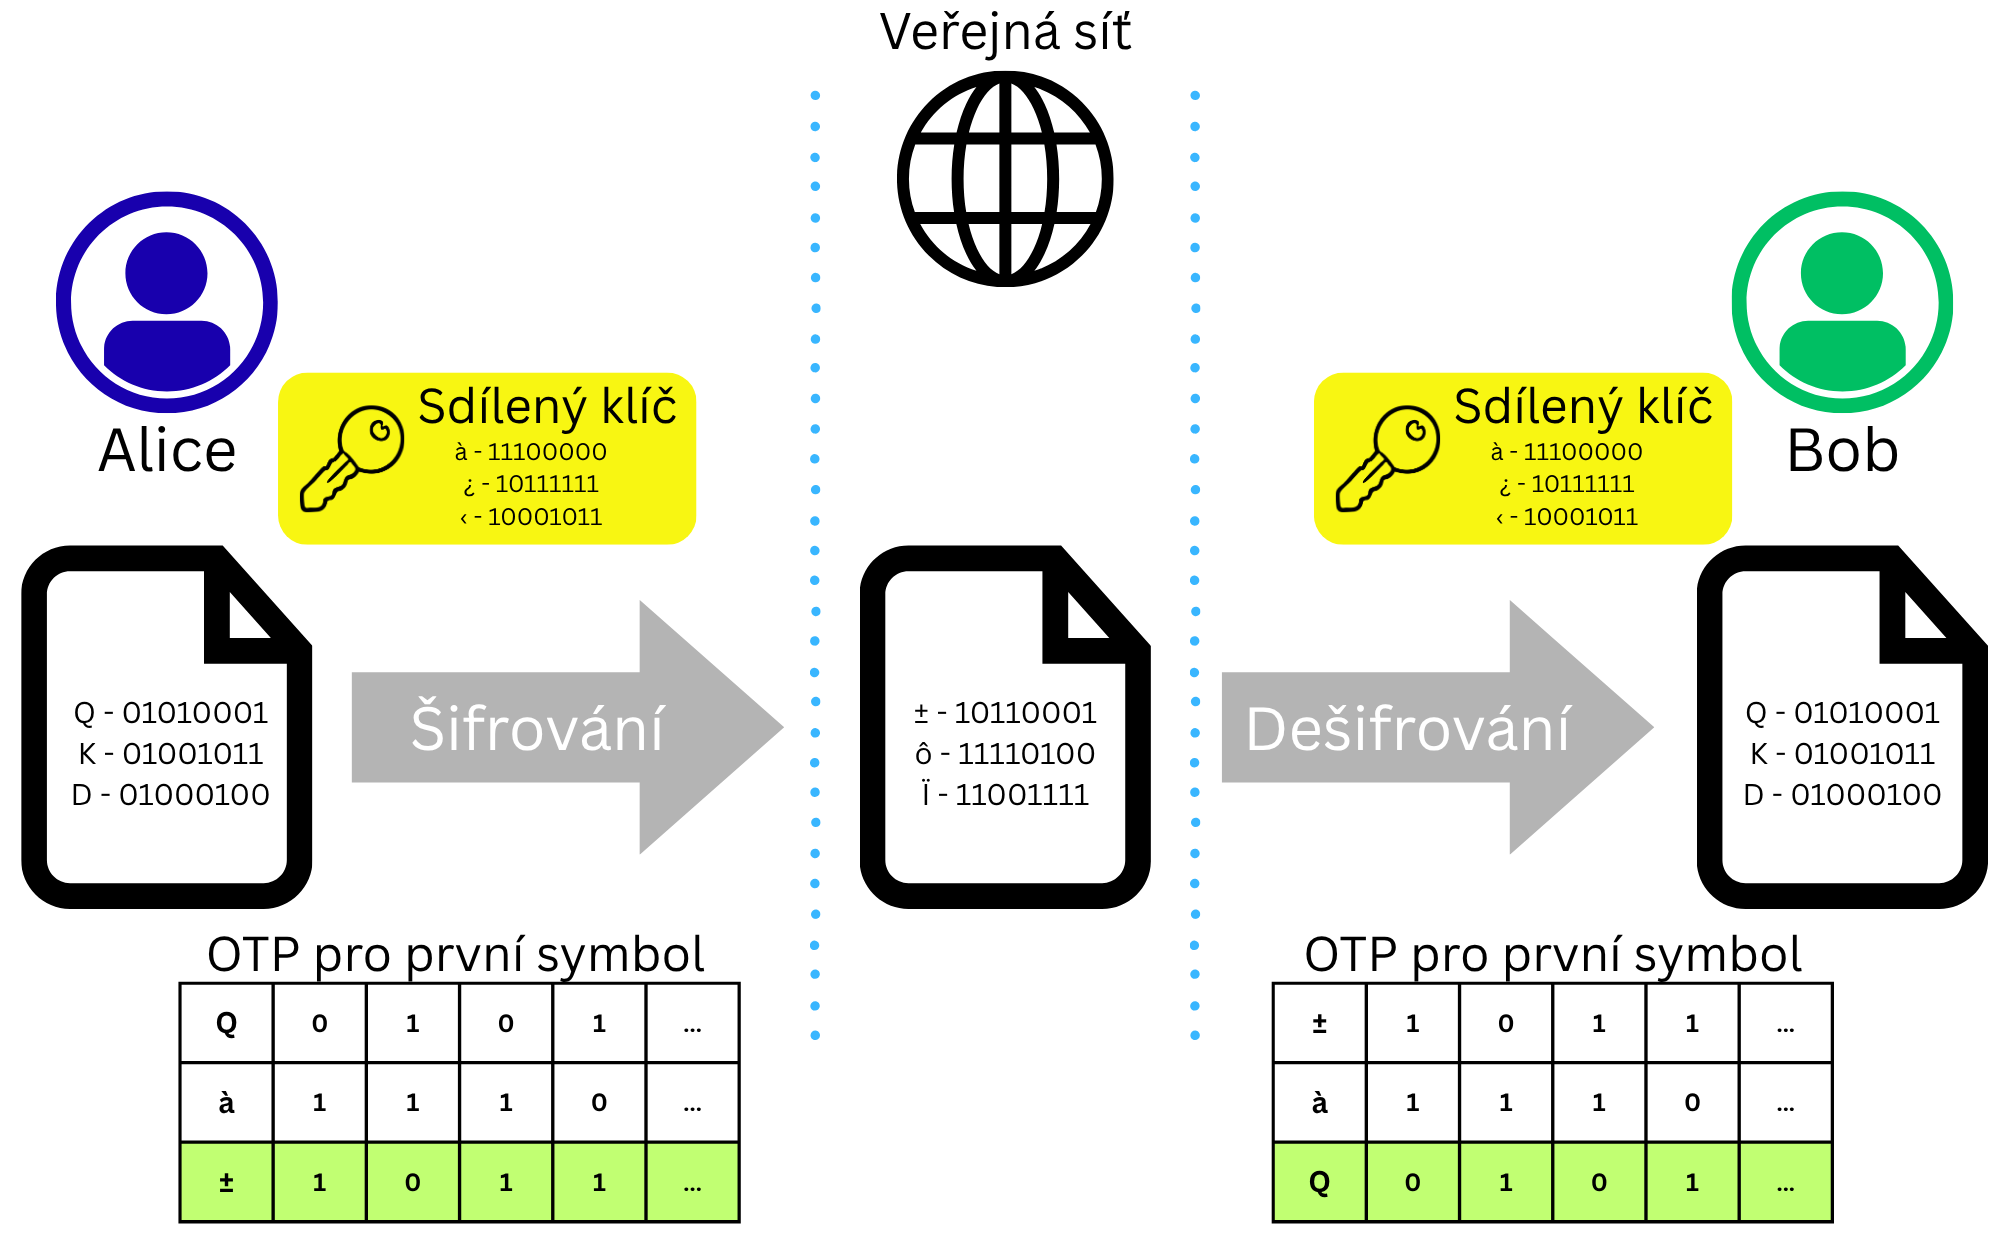 Veřejná síť
Alice
Sdílený klíč
à - 11100000
¿ - 10111111
‹ - 10001011
Sdílený klíč
à - 11100000
¿ - 10111111
‹ - 10001011
Bob
Q - 01010001
K - 01001011
D - 01000100
Šifrování
± - 10110001
ô - 11110100
Ï - 11001111
Dešifrování
Q - 01010001
K - 01001011
D - 01000100
OTP pro první symbol
Q 0 1 0 1 ...
à 1 1 1 0 ...
± 1 0 1 1 ...
OTP pro první symbol
± 1 0 1 1 ...
à 1 1 1 0 ...
Q 0 1 0 1 ...